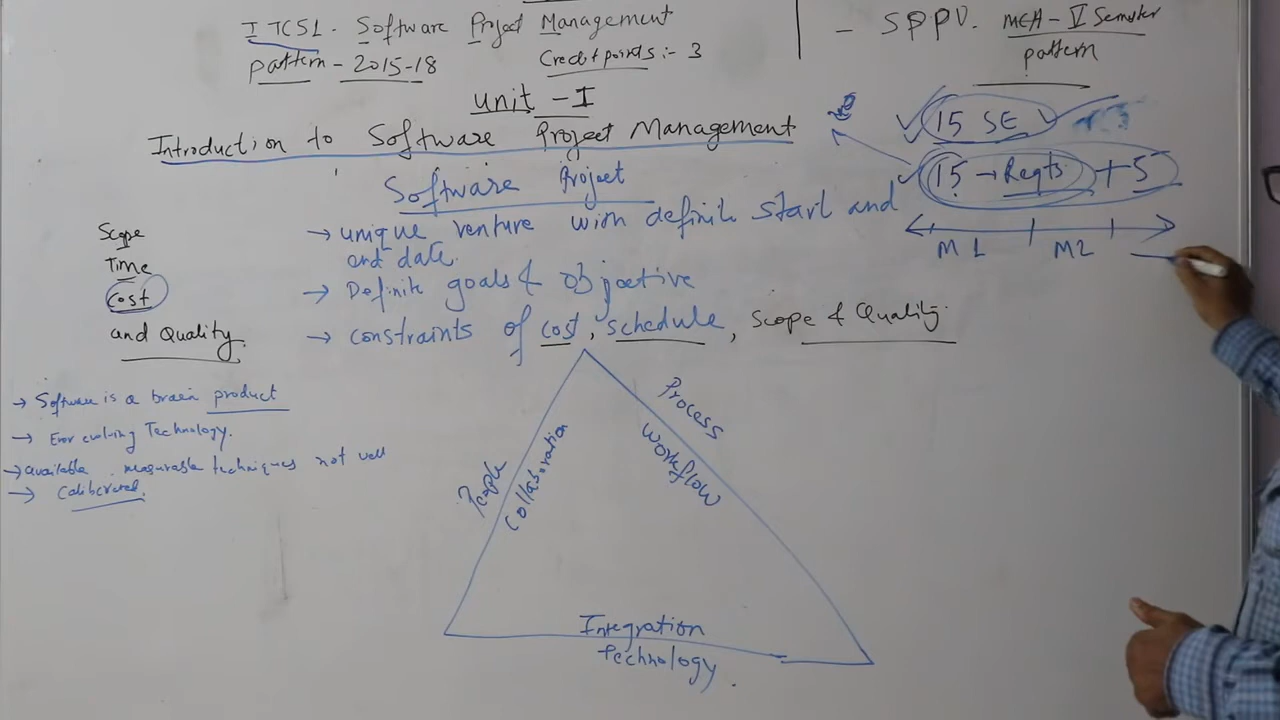 ITC51. Software Project Management
pattern - 2015-18
Credit points :- 3
- SPPU. MCA - V Semester
pattern
unit - I
Introduction to Software Project Management
15 SE
15 → Reqts + 5
M1 M2
Software Project
→ unique venture with definite start and
end date.
→ Definite goals & objective
→ constraints of cost, schedule, Scope & Quality.
Scope
Time
Cost
and Quality
→ Software is a brain product
→ Ever evolving Technology.
→ available measurable techniques not well
→
People
Collaboration
Process
Workflow
Integration
technology.